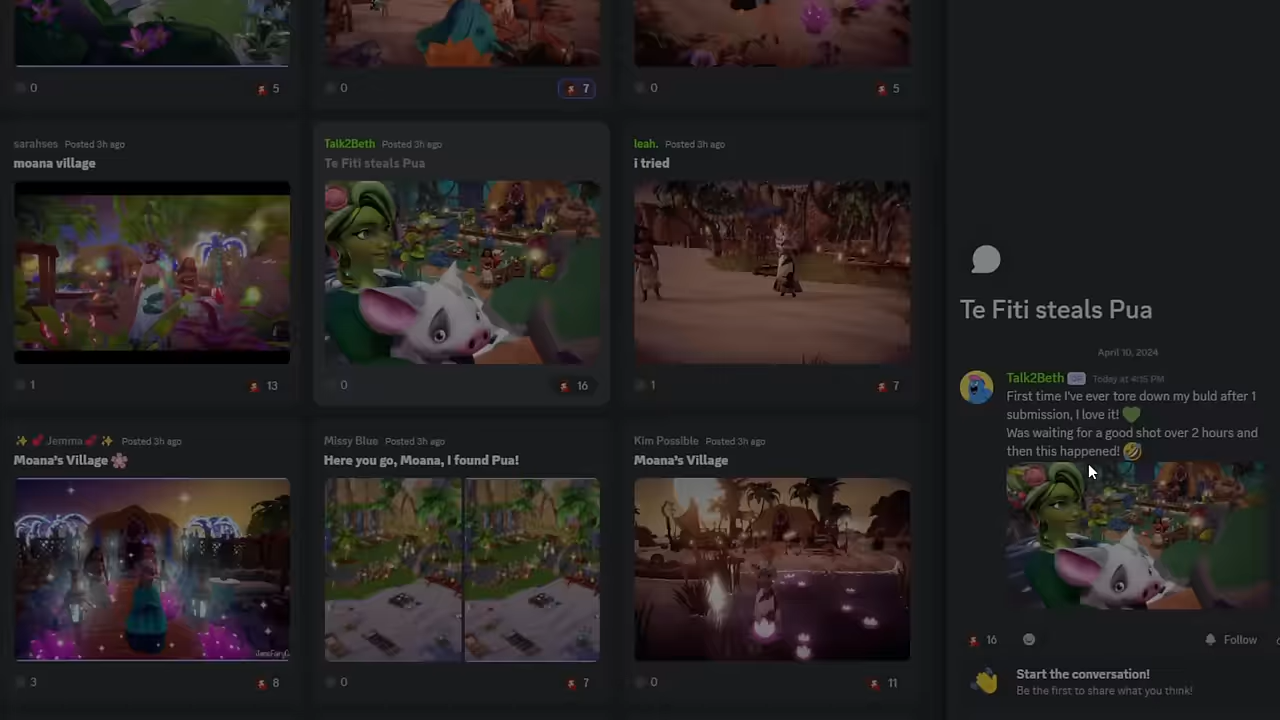 0
5
0
7
0
5
sarahses Posted 3h ago
moana village
1
13
Talk2Beth Posted 3h ago
Te Fiti steals Pua
0
16
leah. Posted 3h ago
i tried
1
7
✨ 💕 Jemma 💕 ✨ Posted 3h ago
Moana's Village 🌸
3
8
Missy Blue Posted 3h ago
Here you go, Moana, I found Pua!
0
7
Kim Possible Posted 3h ago
Moana's Village
0
11
Te Fiti steals Pua
April 10, 2024
Talk2Beth OP Today at 4:15 PM
First time I've ever tore down my buld after 1
submission, I love it! 💚
Was waiting for a good shot over 2 hours and
then this happened! 🤣
16
Follow
Start the conversation!
Be the first to share what you think!